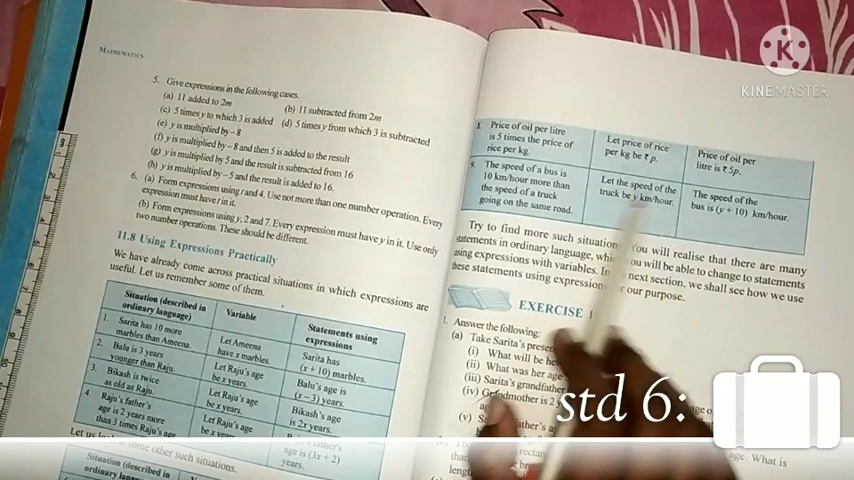 MATHEMATICS
5. Give expressions in the following cases.
(a) 11 added to 2m
(b) 11 subtracted from 2m
(c) 5 times y to which 3 is added
(d) 5 times y from which 3 is subtracted
(e) y is multiplied by – 8
(f) y is multiplied by – 8 and then 5 is added to the result
(g) y is multiplied by 5 and the result is subtracted from 16
(h) y is multiplied by – 5 and the result is added to 16.
6. (a) Form expressions using t and 4. Use not more than one number operation. Every
expression must have t in it.
(b) Form expressions using y, 2 and 7. Every expression must have y in it. Use only
two number operations. These should be different.
11.8 Using Expressions Practically
We have already come across practical situations in which expressions are
useful. Let us remember some of them.
Situation (described in
ordinary language)
Variable
Statements using
expressions
1. Sarita has 10 more
marbles than Ameena.
Let Ameena
have x marbles.
Sarita has
(x + 10) marbles.
2. Balu is 3 years
younger than Raju.
Let Raju's age
be x years.
Balu's age is
(x – 3) years.
3. Bikash is twice
as old as Raju.
Let Raju's age
be x years.
Bikash's age
is 2x years.
4. Raju's father's
age is 2 years more
than 3 times Raju's age
Let Raju's age
be x years.
father's
age is (3x + 2)
years.
Let us look at some other such situations.
Situation (described in
ordinary language)
8. Price of oil per litre
is 5 times the price of
rice per kg.
Let price of rice
per kg be ₹ p.
Price of oil per
litre is ₹ 5p.
9. The speed of a bus is
10 km/hour more than
the speed of a truck
going on the same road.
Let the speed of the
truck be y km/hour.
The speed of the
bus is (y + 10) km/hour.
Try to find more such situations. You will realise that there are many
statements in ordinary language, which you will be able to change to statements
using expressions with variables. In next section, we shall see how we use
these statements using expressions our purpose.
EXERCISE
1. Answer the following:
(a) Take Sarita's present
(i) What will be her
(ii) What was her age
(iii) Sarita's grandfather
(iv) Grandmother is 2
(v)
age. What is
std 6:
K
KINEMASTER